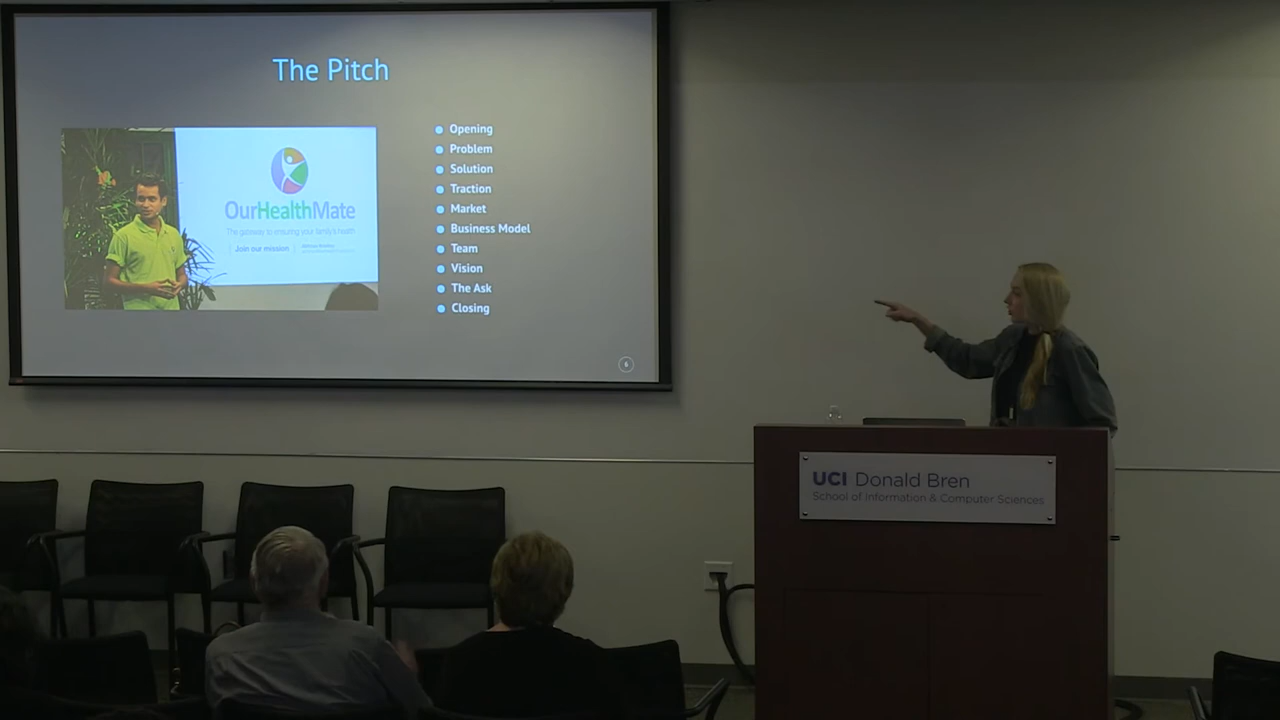 The Pitch
Opening
Problem
Solution
Traction
Market
Business Model
Team
Vision
The Ask
Closing
OurHealthMate
The gateway to ensuring your family's health
Join our mission
6
UCI Donald Bren
School of Information & Computer Sciences